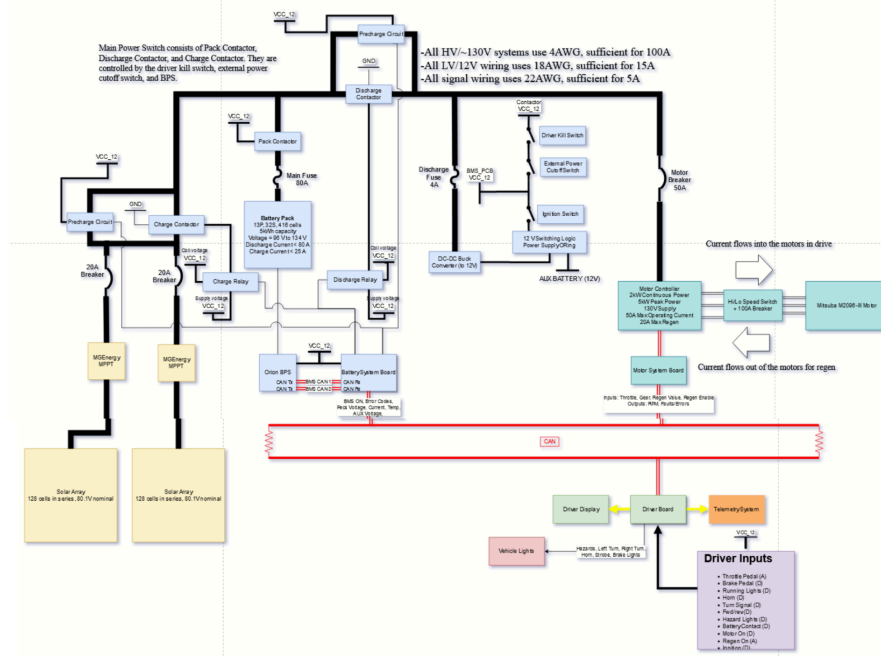 VCC_12
Precharge Circuit
Main Power Switch consists of Pack Contactor,
Discharge Contactor, and Charge Contactor. They are
controlled by the driver kill switch, external power
cutoff switch, and BPS.
-All HV/~130V systems use 4AWG, sufficient for 100A
-All LV/12V wiring uses 18AWG, sufficient for 15A
-All signal wiring uses 22AWG, sufficient for 5A
GND
Discharge
Contactor
VCC_12
Pack Contactor
Contactor
VCC_12
Driver Kill Switch
External Power
Cutoff Switch
BMS_PCB
VCC_12
Ignition Switch
VCC_12
Main Fuse
80A
Discharge
Fuse
4A
Motor
Breaker
50A
Precharge Circuit
GND
Charge Contactor
Battery Pack
13P, 32S, 416 cells
5kWh capacity
Voltage = 96 V to 134 V
Discharge Current < 80 A
Charge Current < 25 A
12 V Switching Logic
Power Supply ORing
DC-DC Buck
Converter (to 12V)
AUX BATTERY (12V)
Current flows into the motors in drive
20A
Breaker
20A
Breaker
Coil voltage
VCC_12
Charge Relay
Supply voltage
VCC_12
Coil voltage
VCC_12
Discharge Relay
Supply voltage
VCC_12
Motor Controller
2kW Continuous Power
5kW Peak Power
130V Supply
50A Max Operating Current
20A Max Regen
Hi/Lo Speed Switch
+ 100A Breaker
Mitsuba M2096-III Motor
Current flows out of the motors for regen
MGEnergy
MPPT
MGEnergy
MPPT
VCC_12
Orion BPS
CAN Tx
CAN Tx
BMS CAN 1
BMS CAN 2
Battery System Board
CAN Rx
CAN Rx
BMS ON, Error Codes,
Pack Voltage, Current, Temp,
AUX Voltage,
Motor System Board
Inputs: Throttle, Gear, Regen Value, Regen Enable,
Outputs: RPM, Faults/Errors
CAN
Solar Array
128 cells in series, 80.1V nominal
Solar Array
128 cells in series, 80.1V nominal
Driver Display
Driver Board
Telemetry System
Vehicle Lights
Hazards, Left Turn, Right Turn,
Horn, Strobe, Brake Lights
VCC_12
Driver Inputs
• Throttle Pedal (A)
• Brake Pedal (D)
• Running Lights (D)
• Horn (D)
• Turn Signal (D)
• Fwd/rev(D)
• Hazard Lights (D)
• Battery Contact (D)
• Motor On (D)
• Regen On (A)
• Ignition (D)